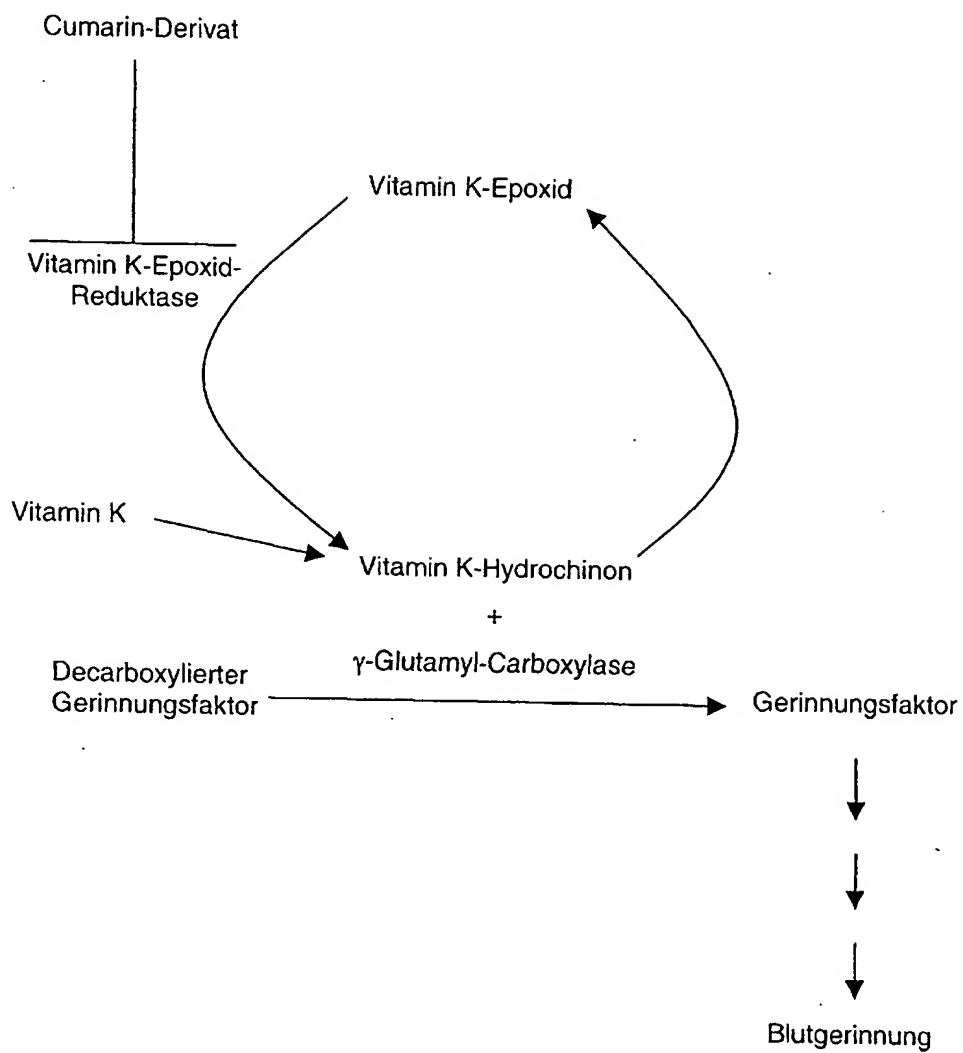 Cumarin-Derivat
Vitamin K-Epoxid
Vitamin K-Epoxid-
Reduktase
Vitamin K
Vitamin K-Hydrochinon
+
γ-Glutamyl-Carboxylase
Decarboxylierter
Gerinnungsfaktor
Gerinnungsfaktor
Blutgerinnung